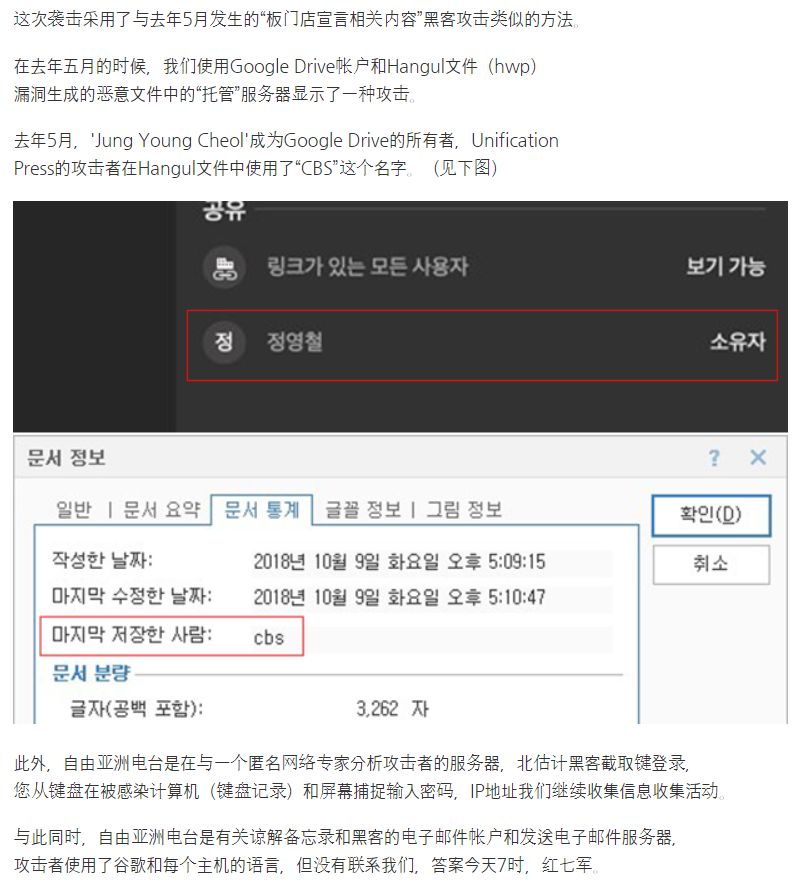 这次袭击采用了与去年5月发生的“板门店宣言相关内容”黑客攻击类似的方法。
在去年五月的时候，我们使用Google Drive帐户和Hangul文件（hwp）
漏洞生成的恶意文件中的“托管”服务器显示了一种攻击。
去年5月，'Jung Young Cheol'成为Google Drive的所有者，Unification
Press的攻击者在Hangul文件中使用了“CBS”这个名字。（见下图）
공유
링크가 있는 모든 사용자 보기 가능
정 정영철 소유자
문서 정보 ? ×
일반 | 문서 요약 문서 통계 글꼴 정보 | 그림 정보 확인(D)
작성한 날짜: 2018년 10월 9일 화요일 오후 5:09:15 취소
마지막 수정한 날짜: 2018년 10월 9일 화요일 오후 5:10:47
마지막 저장한 사람: cbs
문서 분량
글자(공백 포함): 3,262 자
此外，自由亚洲电台是在与一个匿名网络专家分析攻击者的服务器，北估计黑客截取键登录，
您从键盘在被感染计算机（键盘记录）和屏幕捕捉输入密码，IP地址我们继续收集信息收集活动。
与此同时，自由亚洲电台是有关谅解备忘录和黑客的电子邮件帐户和发送电子邮件服务器，
攻击者使用了谷歌和每个主机的语言，但没有联系我们，答案今天7时，红七军。